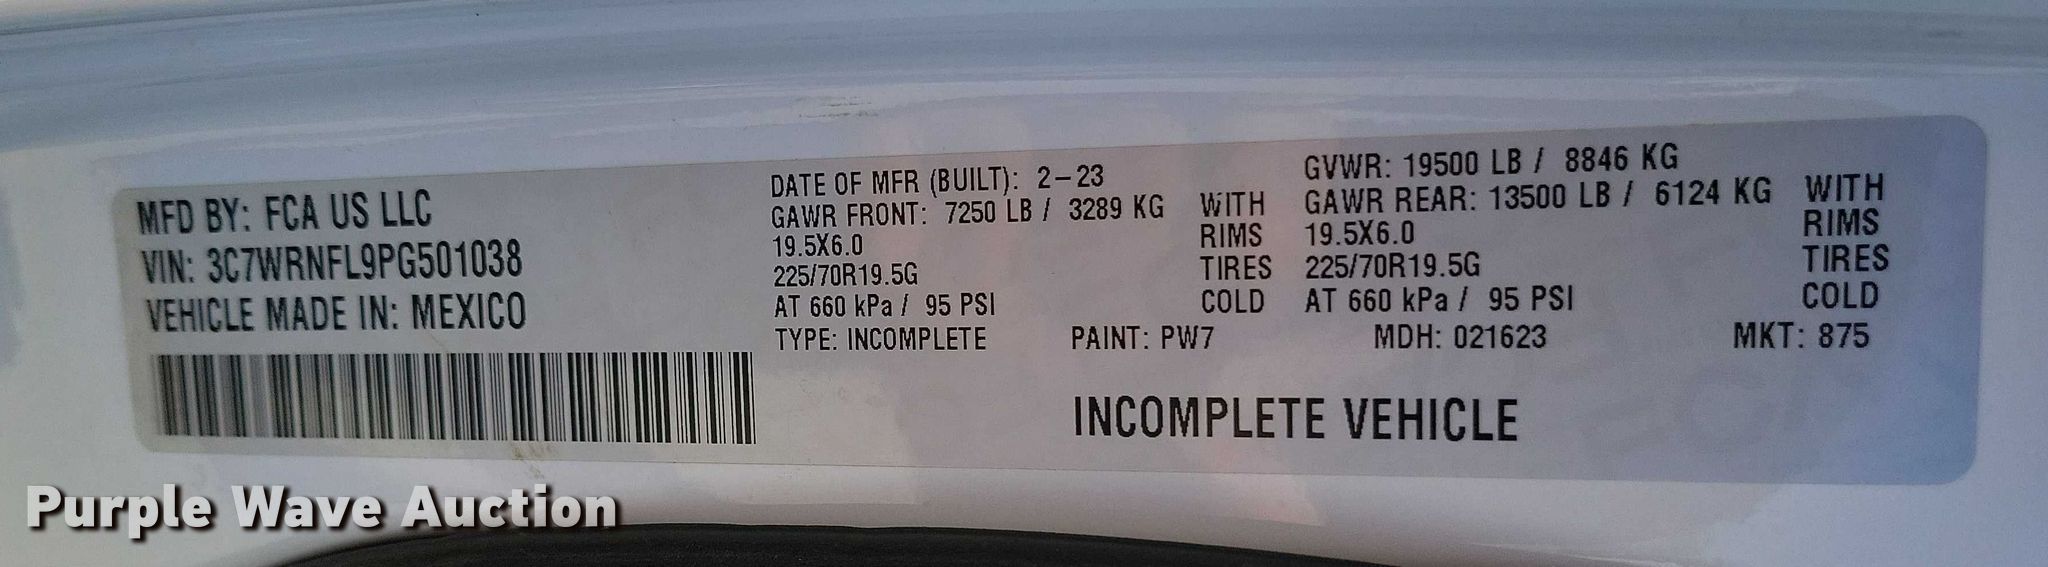 MFD BY: FCA US LLC
VIN: 3C7WRNFL9PG501038
VEHICLE MADE IN: MEXICO
DATE OF MFR (BUILT): 2-23
GAWR FRONT: 7250 LB / 3289 KG WITH
19.5X6.0 RIMS
225/70R19.5G TIRES
AT 660 kPa / 95 PSI COLD
GVWR: 19500 LB / 8846 KG
GAWR REAR: 13500 LB / 6124 KG WITH
19.5X6.0 RIMS
225/70R19.5G TIRES
AT 660 kPa / 95 PSI COLD
TYPE: INCOMPLETE PAINT: PW7 MDH: 021623 MKT: 875
INCOMPLETE VEHICLE
Purple Wave Auction